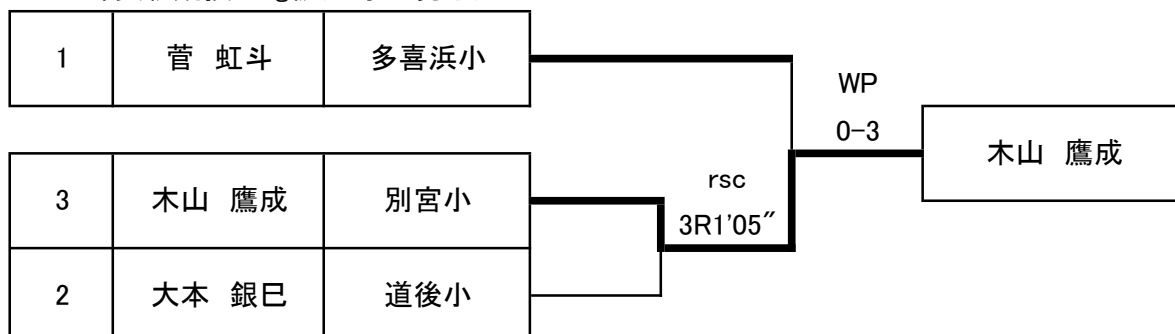 1 菅 虹斗 多喜浜小
WP
0-3
木山 鷹成
3 木山 鷹成 別宮小
rsc
3R1'05″
2 大本 銀巳 道後小